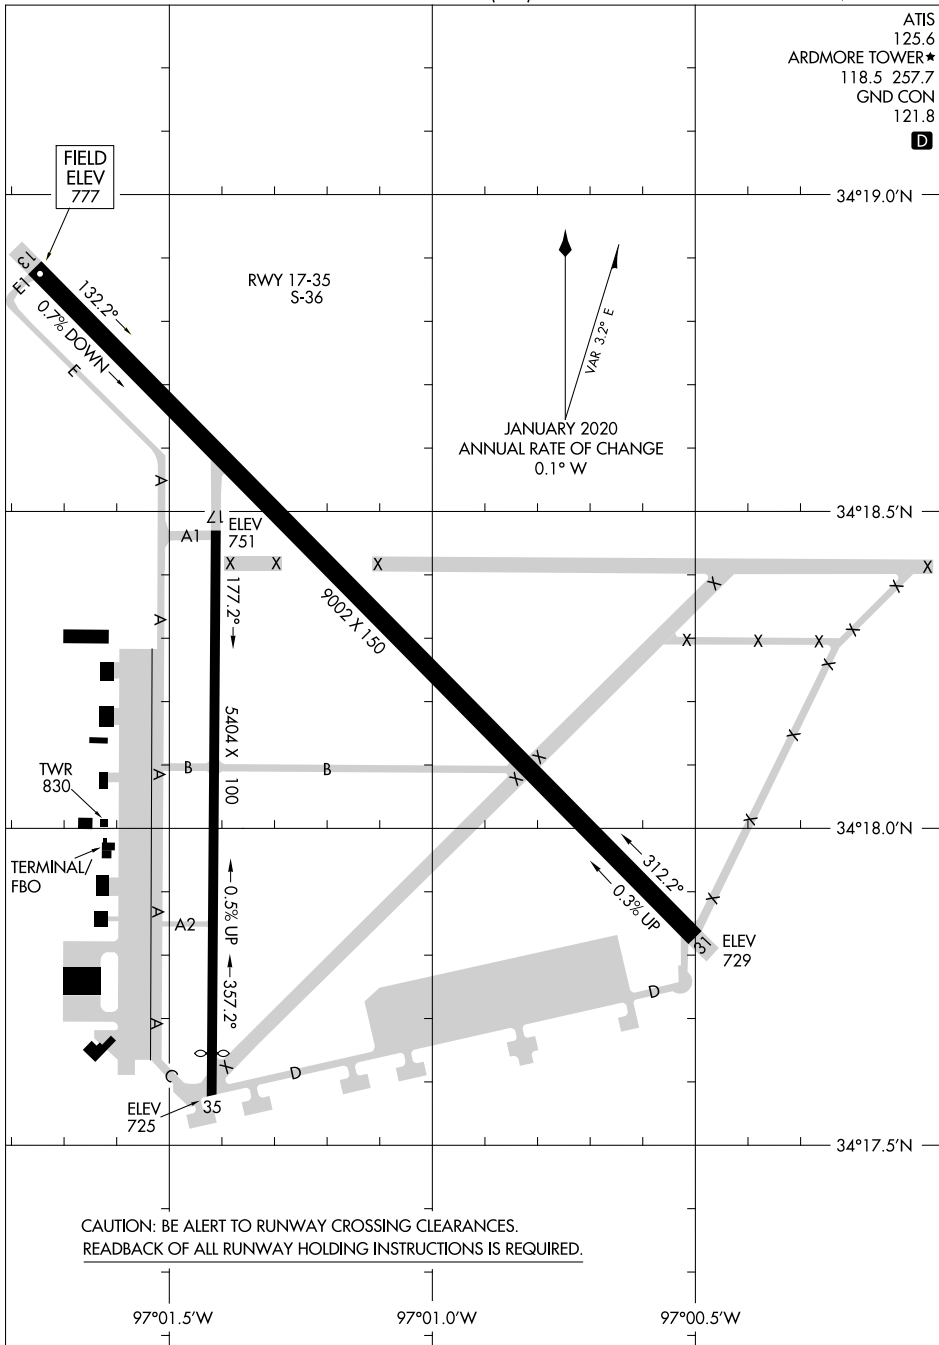 ATIS
125.6
ARDMORE TOWER★
118.5 257.7
GND CON
121.8
D
FIELD
ELEV
777
34°19.0'N
13
E1
132.2°
0.7% DOWN
E
RWY 17-35
S-36
VAR 3.2° E
JANUARY 2020
ANNUAL RATE OF CHANGE
0.1° W
A
34°18.5'N
17
ELEV
751
A1
X X X X
177.2°
9002 X 150
A
X
X
X
X X X
X
5404 X 100
X
TWR
830
A
B
B
X
X
X
34°18.0'N
TERMINAL/
FBO
312.2°
0.3% UP
0.5% UP
A
A2
X
31
ELEV
729
357.2°
D
A
X
C
D
ELEV
725
35
34°17.5'N
CAUTION: BE ALERT TO RUNWAY CROSSING CLEARANCES.
READBACK OF ALL RUNWAY HOLDING INSTRUCTIONS IS REQUIRED.
97°01.5'W
97°01.0'W
97°00.5'W